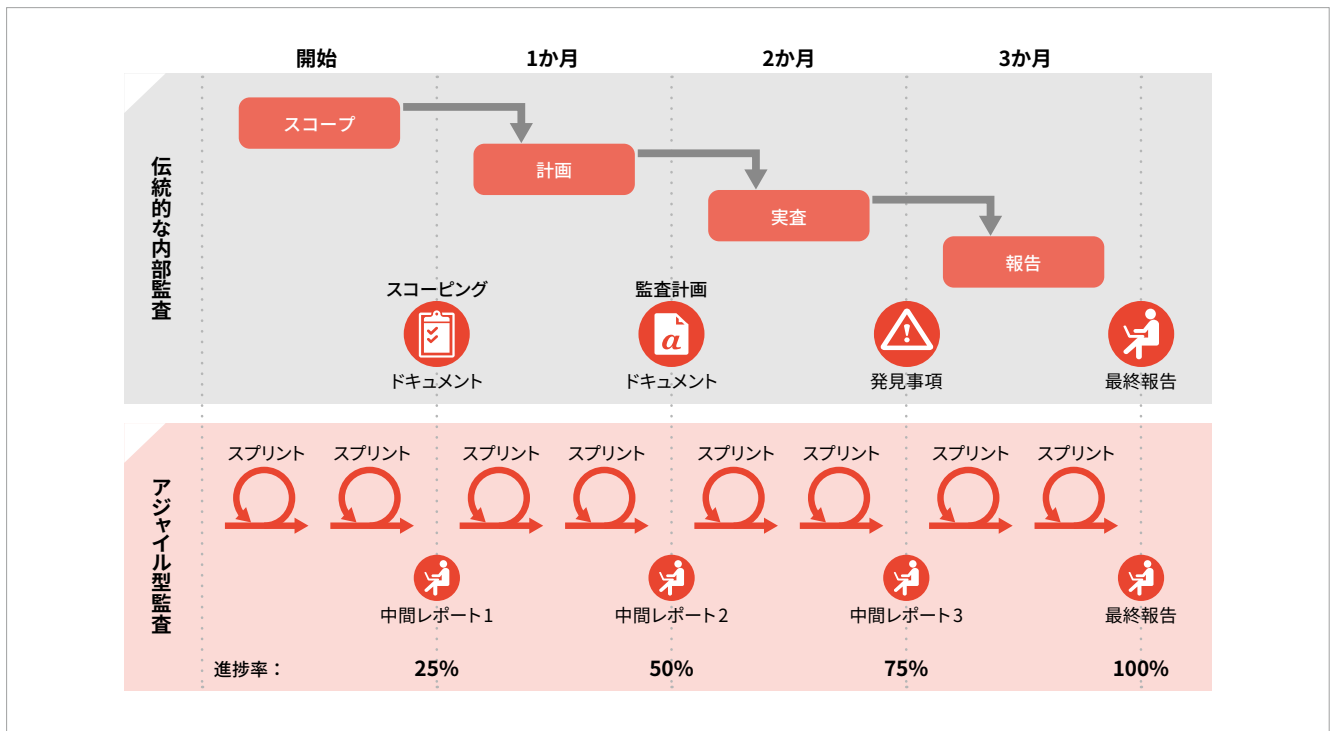 開始 1か月 2か月 3か月
伝統的な内部監査
スコープ
計画
実査
報告
スコーピング 監査計画
a
ドキュメント ドキュメント 発見事項 最終報告
アジャイル型監査
スプリント スプリント スプリント スプリント スプリント スプリント スプリント スプリント
中間レポート1 中間レポート2 中間レポート3 最終報告
進捗率： 25% 50% 75% 100%